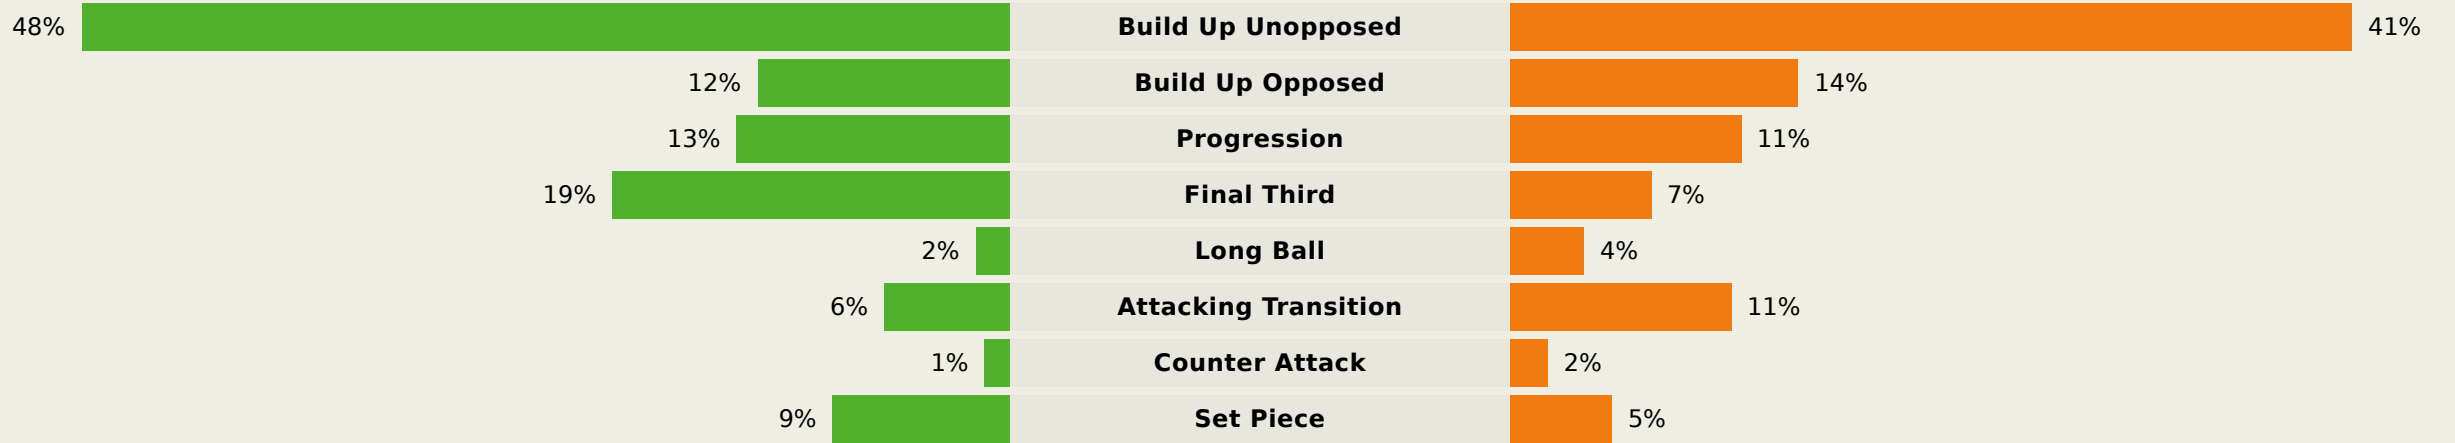 48% Build Up Unopposed 41%
12% Build Up Opposed 14%
13% Progression 11%
19% Final Third 7%
2% Long Ball 4%
6% Attacking Transition 11%
1% Counter Attack 2%
9% Set Piece 5%